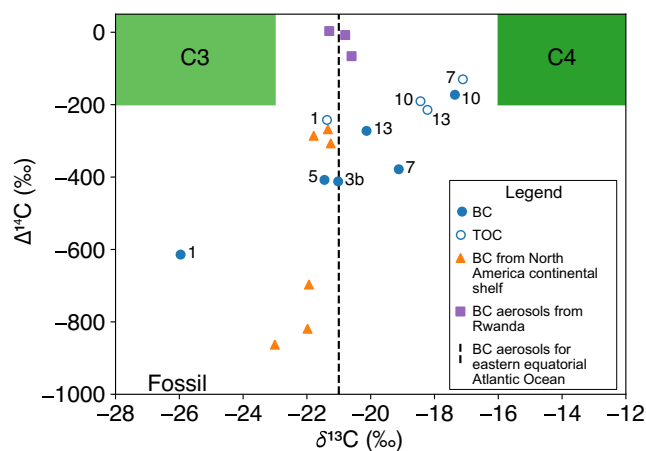 C3
C4
0
−200
−400
−600
−800
−1000
Δ¹⁴C (‰)
7
10
10
13
1
13
7
5
3b
1
Fossil
Legend
BC
TOC
BC from North
America continental
shelf
BC aerosols from
Rwanda
BC aerosols for
eastern equatorial
Atlantic Ocean
−28
−26
−24
−22
−20
−18
−16
−14
−12
δ¹³C (‰)